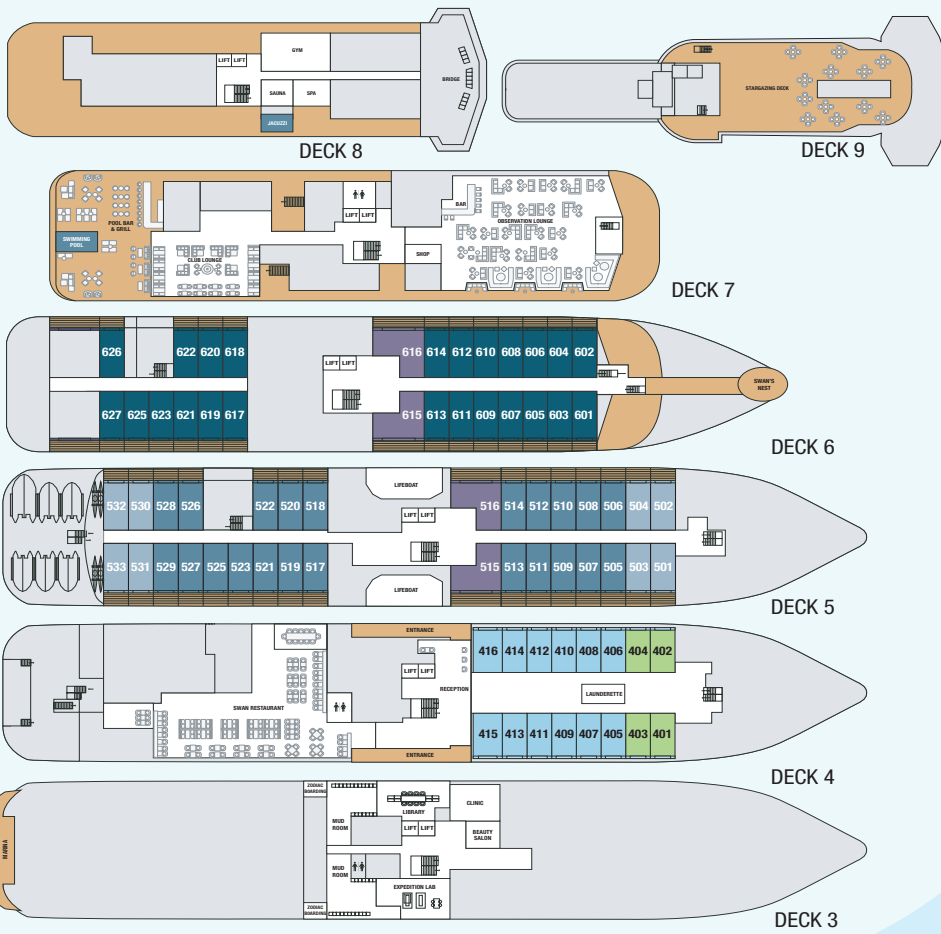 GYM
LIFT LIFT
SAUNA SPA
BRIDGE
JACUZZI
DECK 8
STARGAZING DECK
DECK 9
POOL BAR
& GRILL
SWIMMING
POOL
CLUB LOUNGE
LIFT LIFT
BAR
OBSERVATION LOUNGE
SHOP
DECK 7
626 622 620 618
LIFT LIFT
616 614 612 610 608 606 604 602
627 625 623 621 619 617
615 613 611 609 607 605 603 601
SWAN'S
NEST
DECK 6
LIFEBOAT
532 530 528 526 522 520 518
LIFT LIFT
516 514 512 510 508 506 504 502
533 531 529 527 525 523 521 519 517
515 513 511 509 507 505 503 501
LIFEBOAT
DECK 5
ENTRANCE
416 414 412 410 408 406 404 402
LIFT LIFT
RECEPTION
LAUNDERETTE
SWAN RESTAURANT
415 413 411 409 407 405 403 401
ENTRANCE
DECK 4
ZODIAC
BOARDING
MUD
ROOM
LIBRARY
CLINIC
LIFT LIFT
BEAUTY
SALON
MARINA
MUD
ROOM
EXPEDITION LAB
ZODIAC
BOARDING
DECK 3